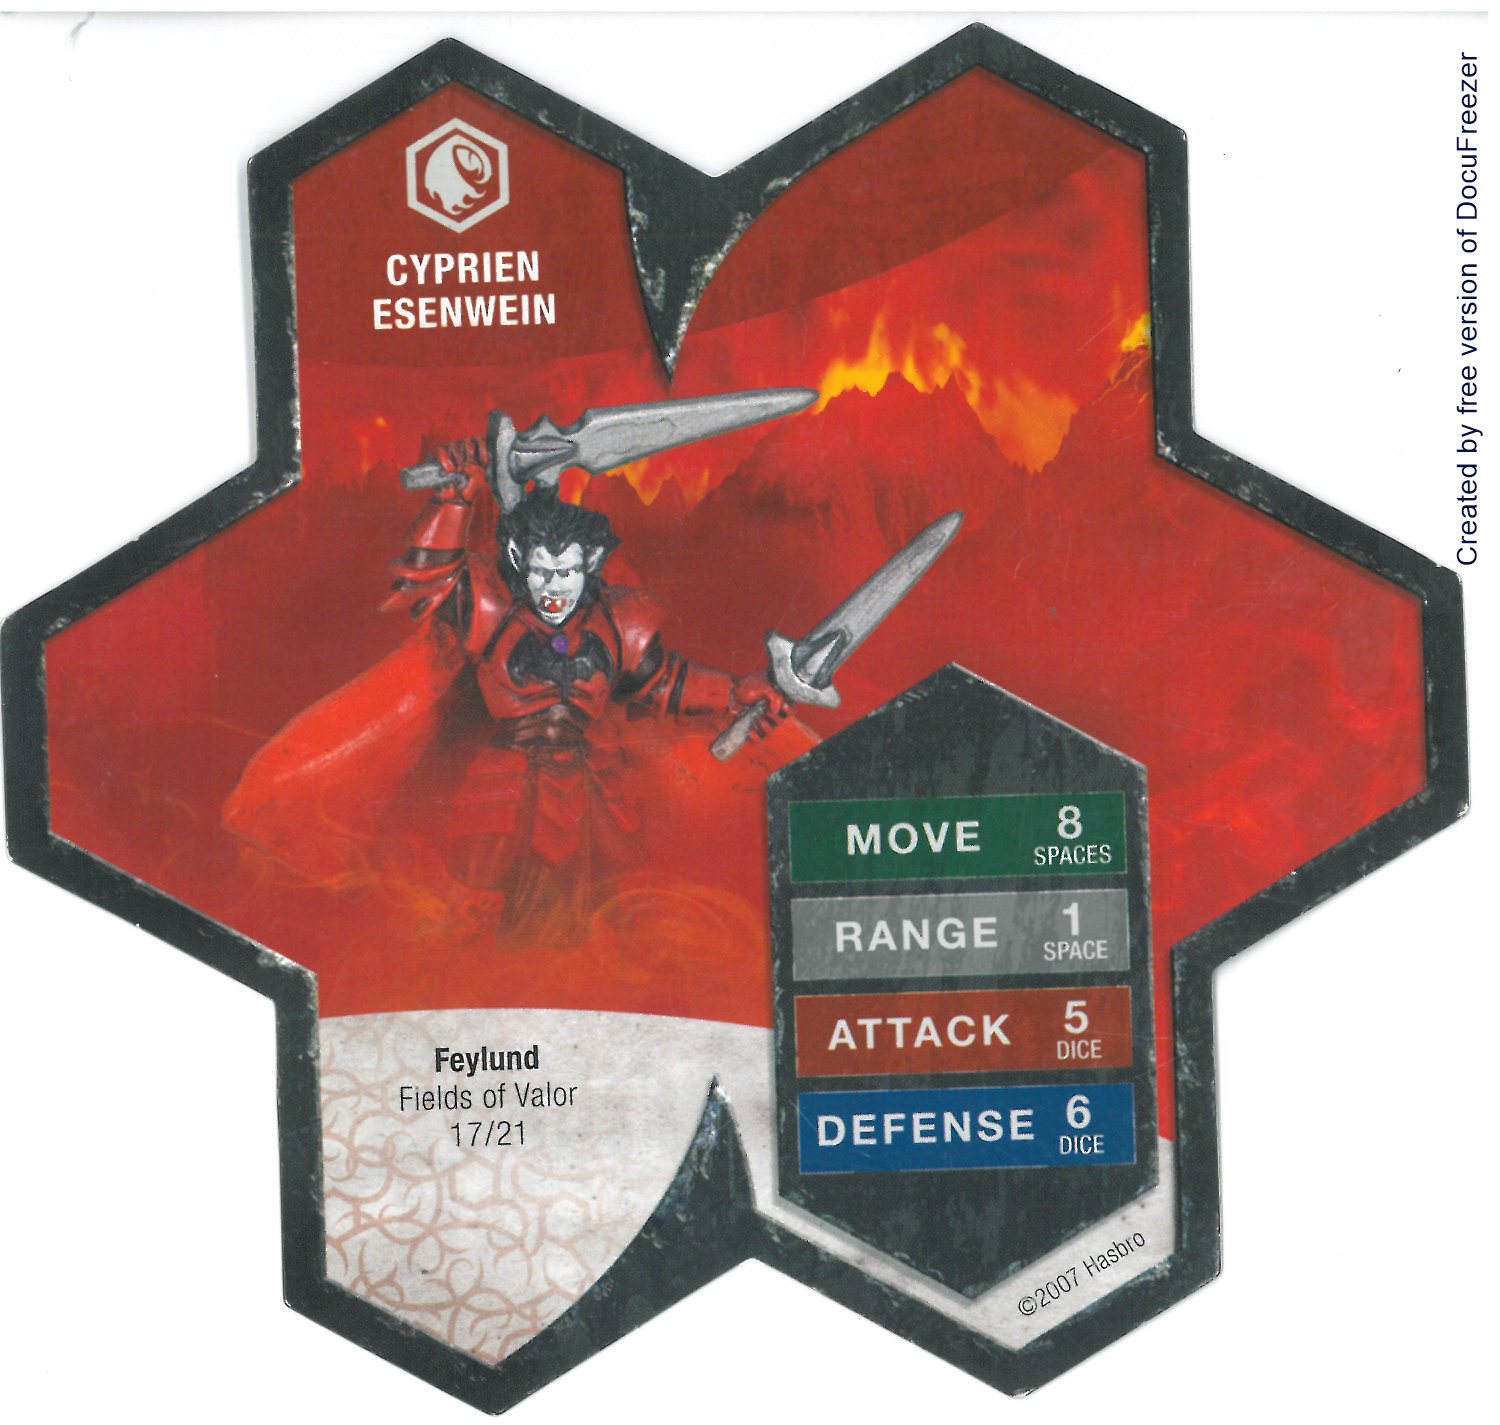 CYPRIEN
ESENWEIN
MOVE 8
SPACES
RANGE 1
SPACE
ATTACK 5
DICE
DEFENSE 6
DICE
Feylund
Fields of Valor
17/21
©2007 Hasbro
Created by free version of DocuFreezer